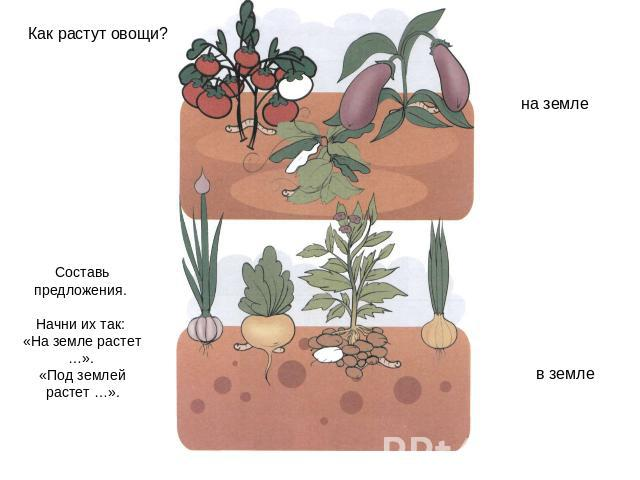 Как растут овощи?
на земле
Составь
предложения.
Начни их так:
«На земле растет
…».
«Под землей
растет …».
в земле